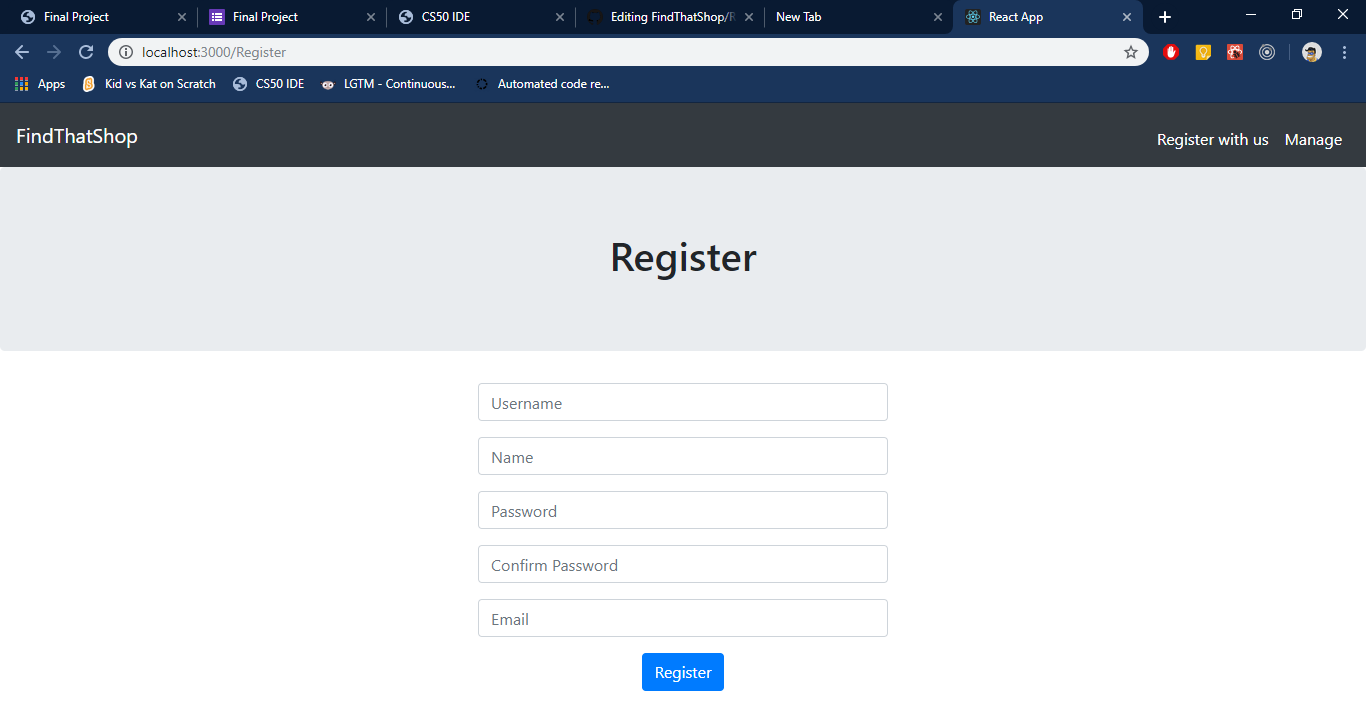 Final Project
Final Project
CS50 IDE
Editing FindThatShop/R
New Tab
React App
localhost:3000/Register
Apps
Kid vs Kat on Scratch
CS50 IDE
LGTM - Continuous...
Automated code re...
FindThatShop
Register with us
Manage
Register
Username
Name
Password
Confirm Password
Email
Register